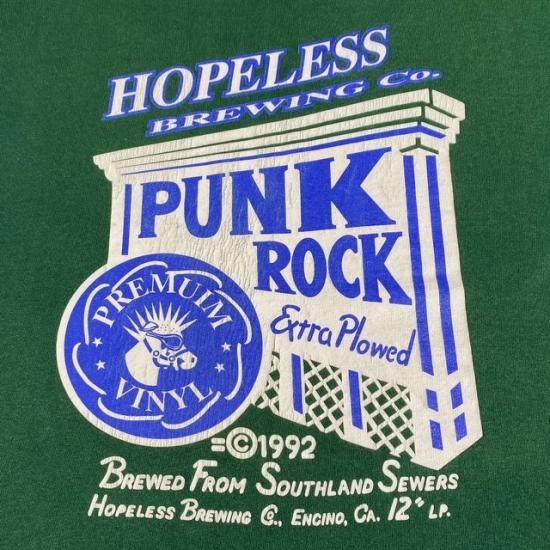 HOPELESS
BREWING CO.
PUNK
ROCK
Extra Plowed
PREMUIM
VINYL
=©1992
BREWED FROM SOUTHLAND SEWERS
HOPELESS BREWING CO., ENCINO, CA. 12" LP.